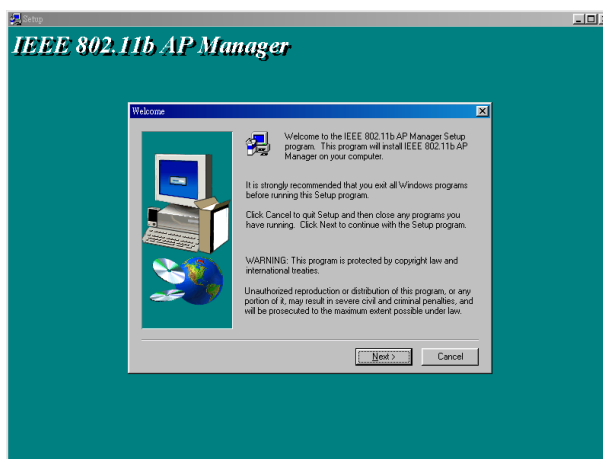 Setup
IEEE 802.11b AP Manager
Welcome
Welcome to the IEEE 802.11b AP Manager Setup
program. This program will install IEEE 802.11b AP
Manager on your computer.
It is strongly recommended that you exit all Windows programs
before running this Setup program.
Click Cancel to quit Setup and then close any programs you
have running. Click Next to continue with the Setup program.
WARNING: This program is protected by copyright law and
international treaties.
Unauthorized reproduction or distribution of this program, or any
portion of it, may result in severe civil and criminal penalties, and
will be prosecuted to the maximum extent possible under law.
Next > Cancel